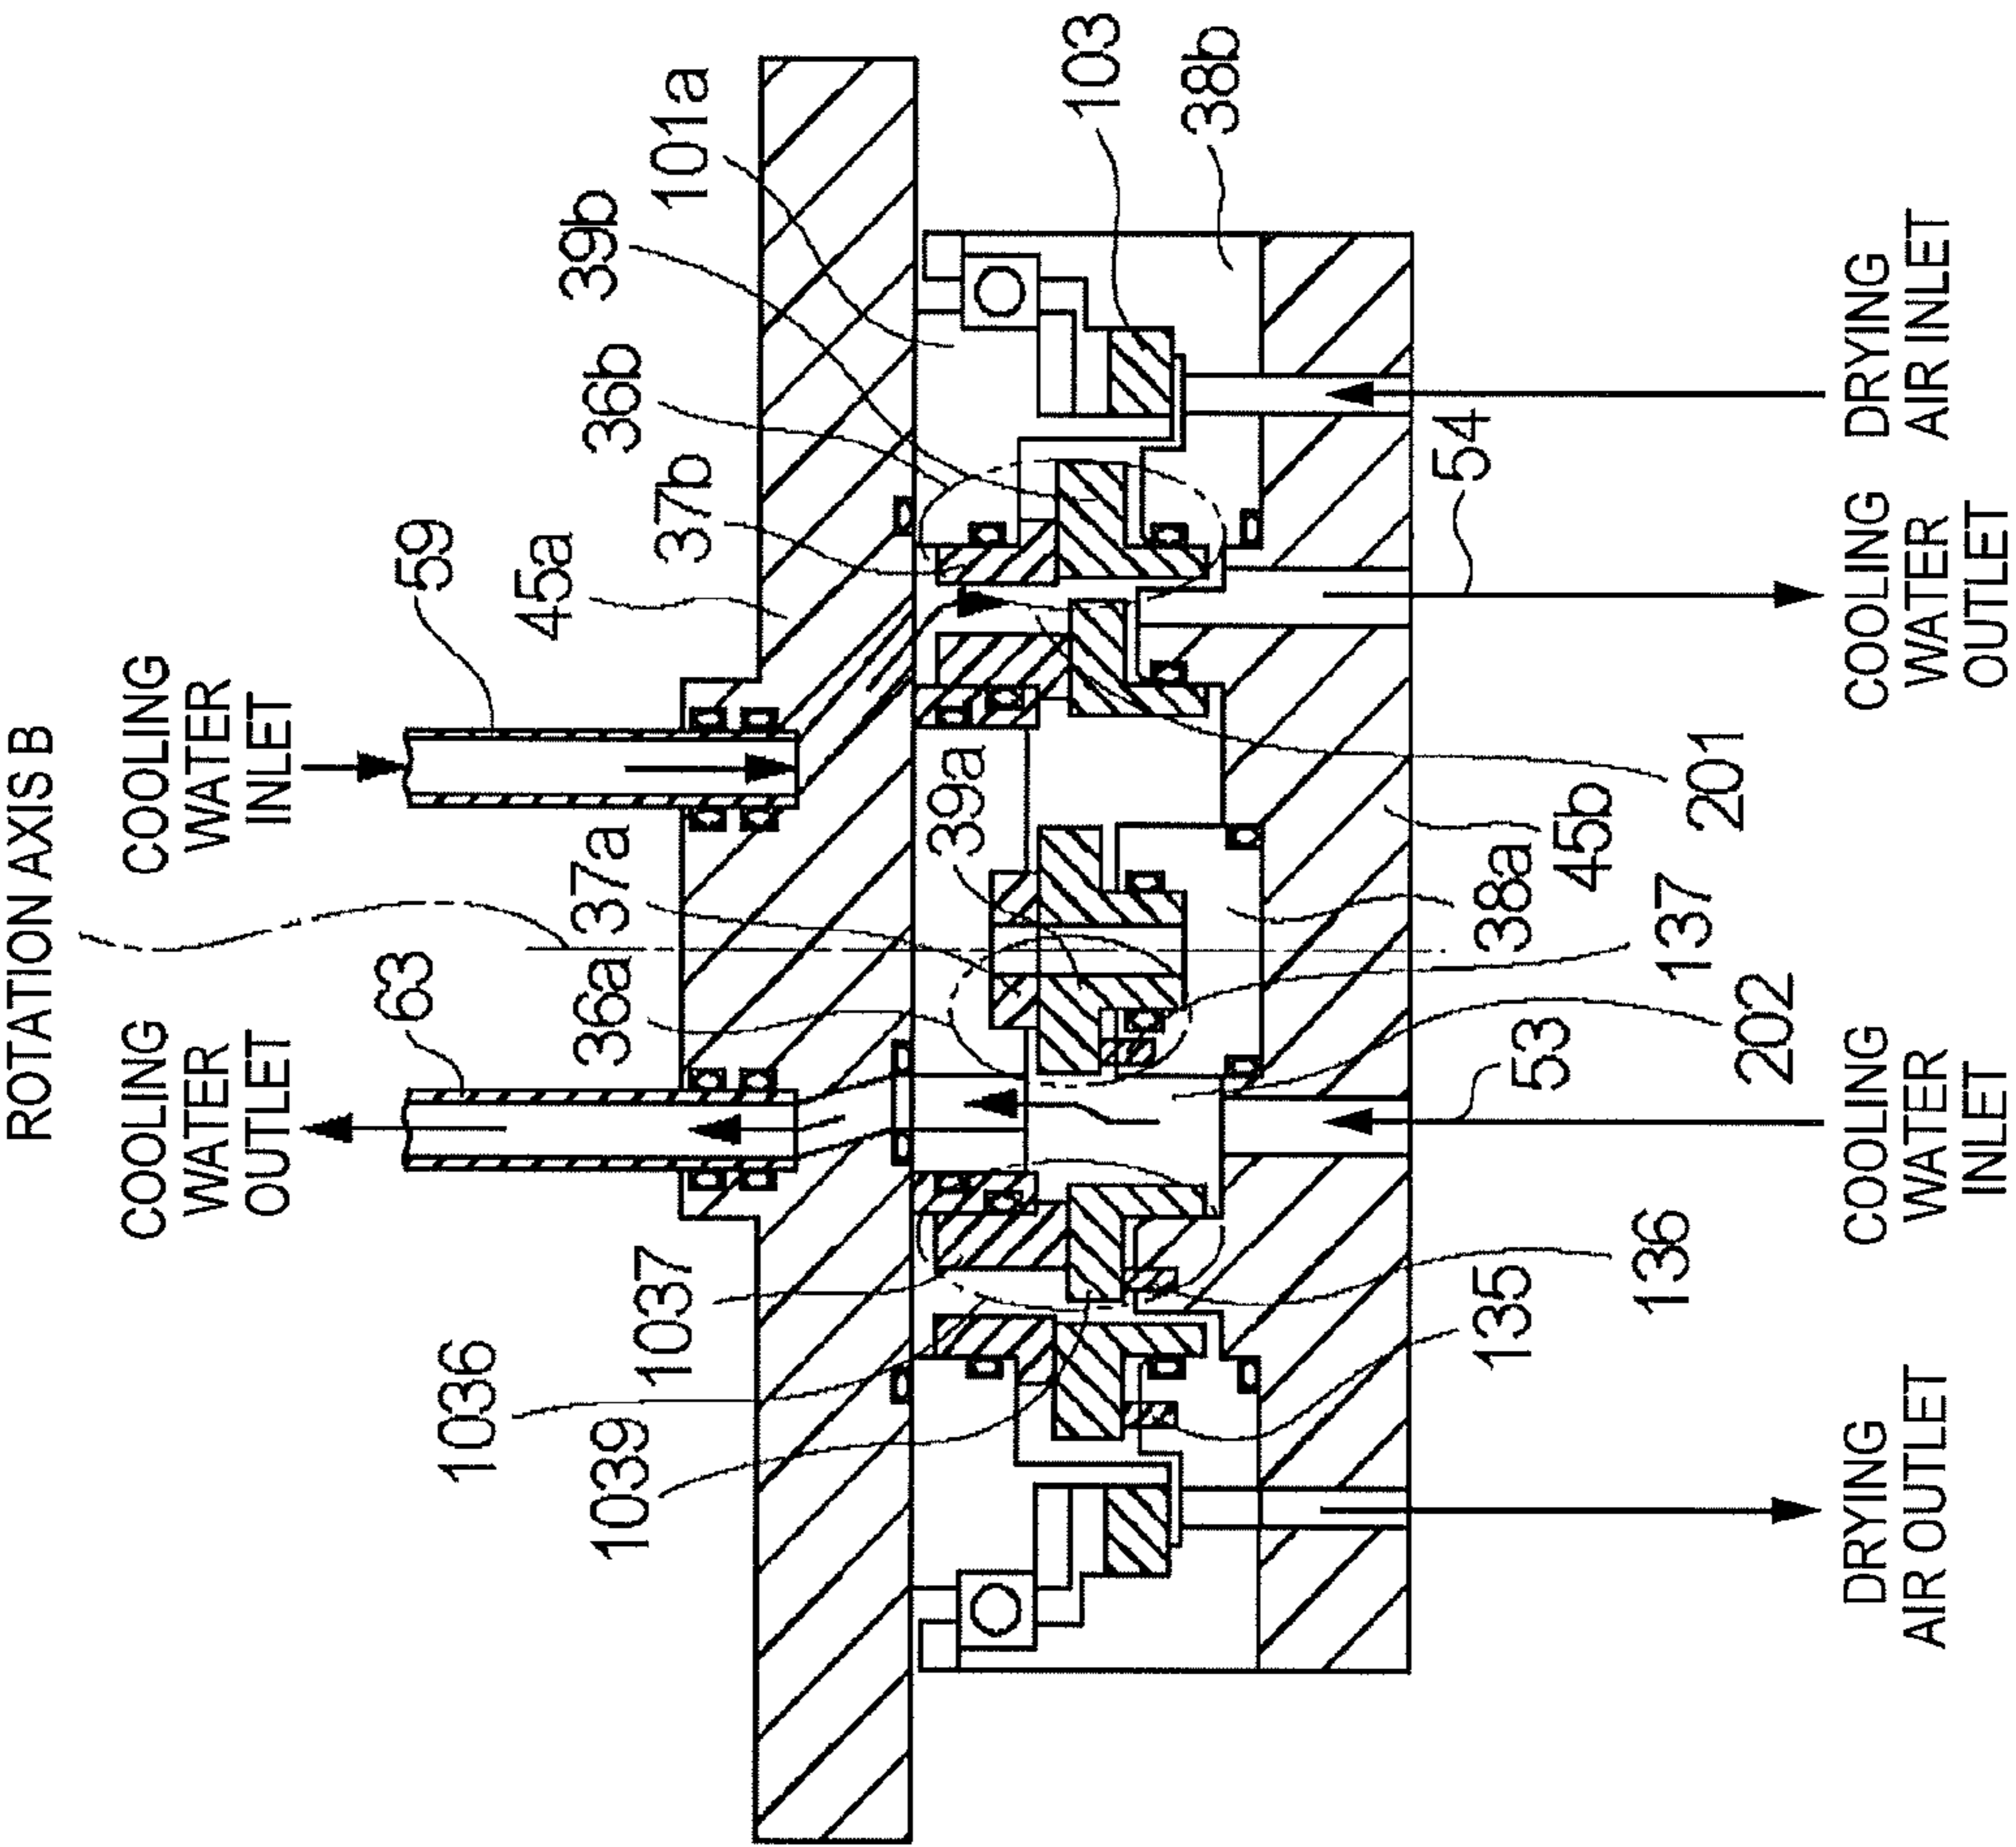 ROTATION AXIS B
COOLING
WATER
OUTLET
COOLING
WATER
INLET
63
36a
37a
59
45a
37b
36b
39b
101a
103
38b
39a
1036
1039
1037
DRYING
AIR OUTLET
135
136
COOLING
WATER
INLET
53
202
137
38a
45b
201
COOLING
WATER
OUTLET
54
DRYING
AIR INLET